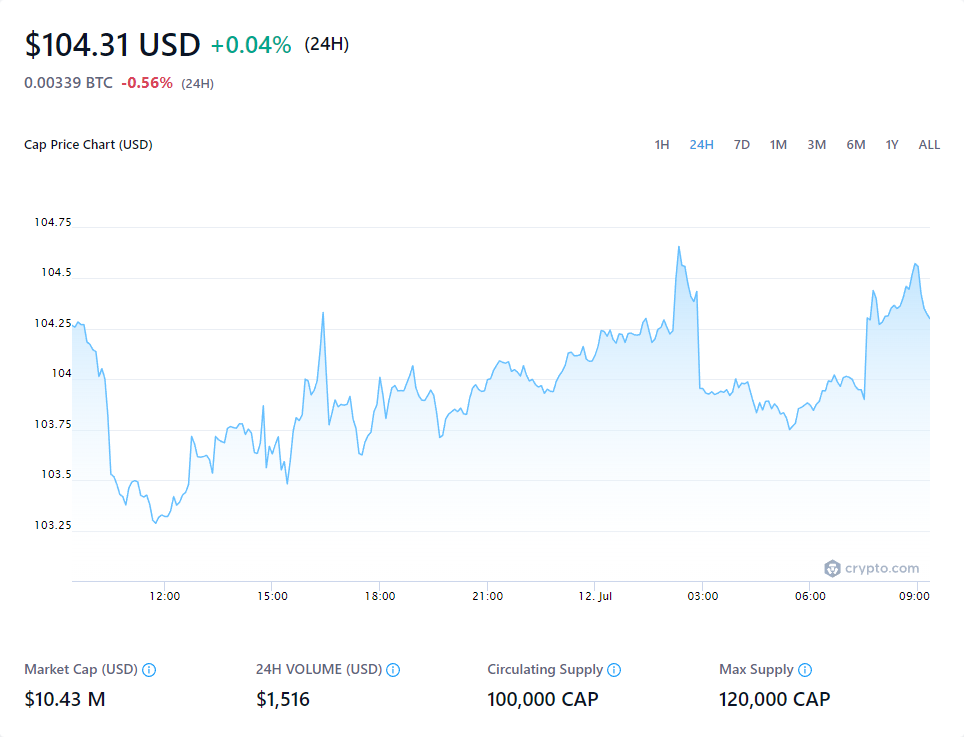 $104.31 USD +0.04% (24H)
0.00339 BTC -0.56% (24H)
Cap Price Chart (USD) 1H 24H 7D 1M 3M 6M 1Y ALL
104.75
104.5
104.25
104
103.75
103.5
103.25
crypto.com
12:00 15:00 18:00 21:00 12. Jul 03:00 06:00 09:00
Market Cap (USD) 24H VOLUME (USD) Circulating Supply Max Supply
$10.43 M $1,516 100,000 CAP 120,000 CAP